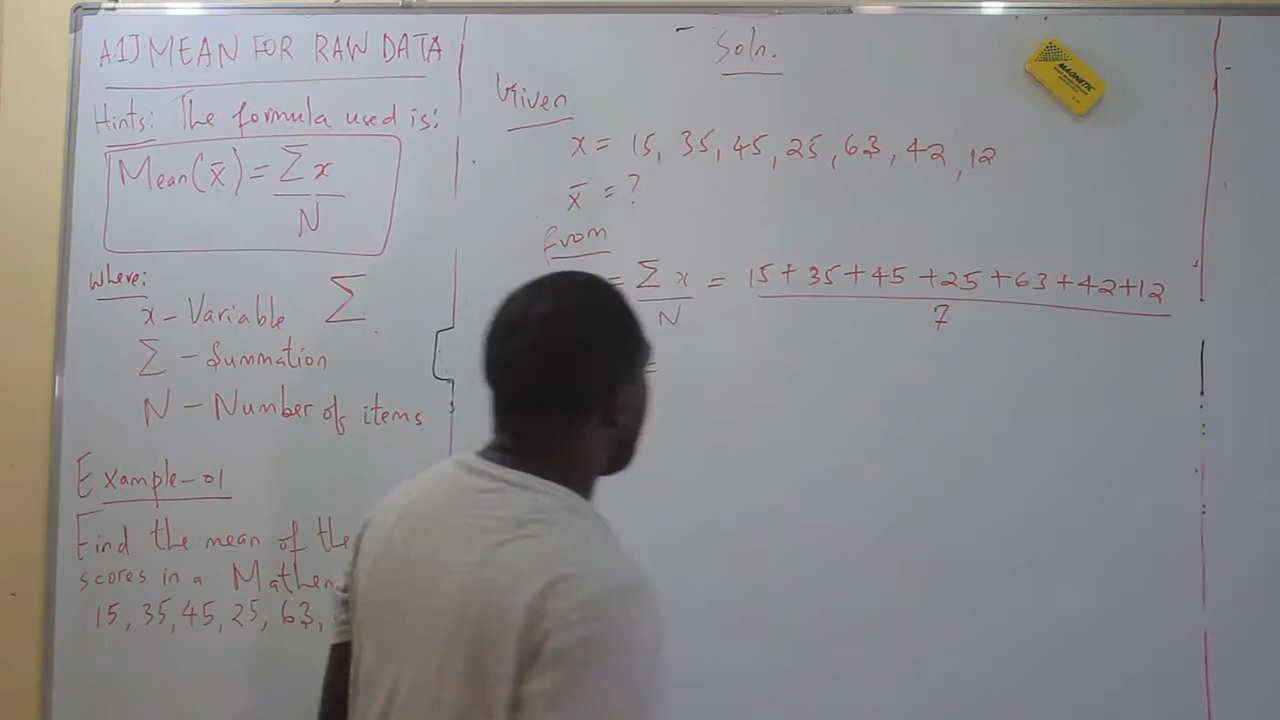 A.1] MEAN FOR RAW DATA
Hints: The formula used is:
Mean(x̄) = Σx
N
where:
x - Variable Σ
Σ - Summation
N - Number of items
Example-01
Find the mean of the
scores in a
15, 35, 45, 25, 63,
Soln.
Given
x = 15, 35, 45, 25, 63, 42, 12
x̄ = ?
from
= Σx = 15 + 35 + 45 + 25 + 63 + 42 + 12
N 7
=
MAGNETIC